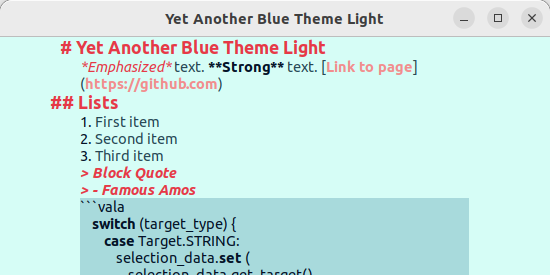 Yet Another Blue Theme Light
# Yet Another Blue Theme Light
*Emphasized* text. **Strong** text. [Link to page]
(https://github.com)
## Lists
1. First item
2. Second item
3. Third item
> Block Quote
> - Famous Amos
```vala
switch (target_type) {
case Target.STRING:
selection_data.set (
selection_data.get_target()